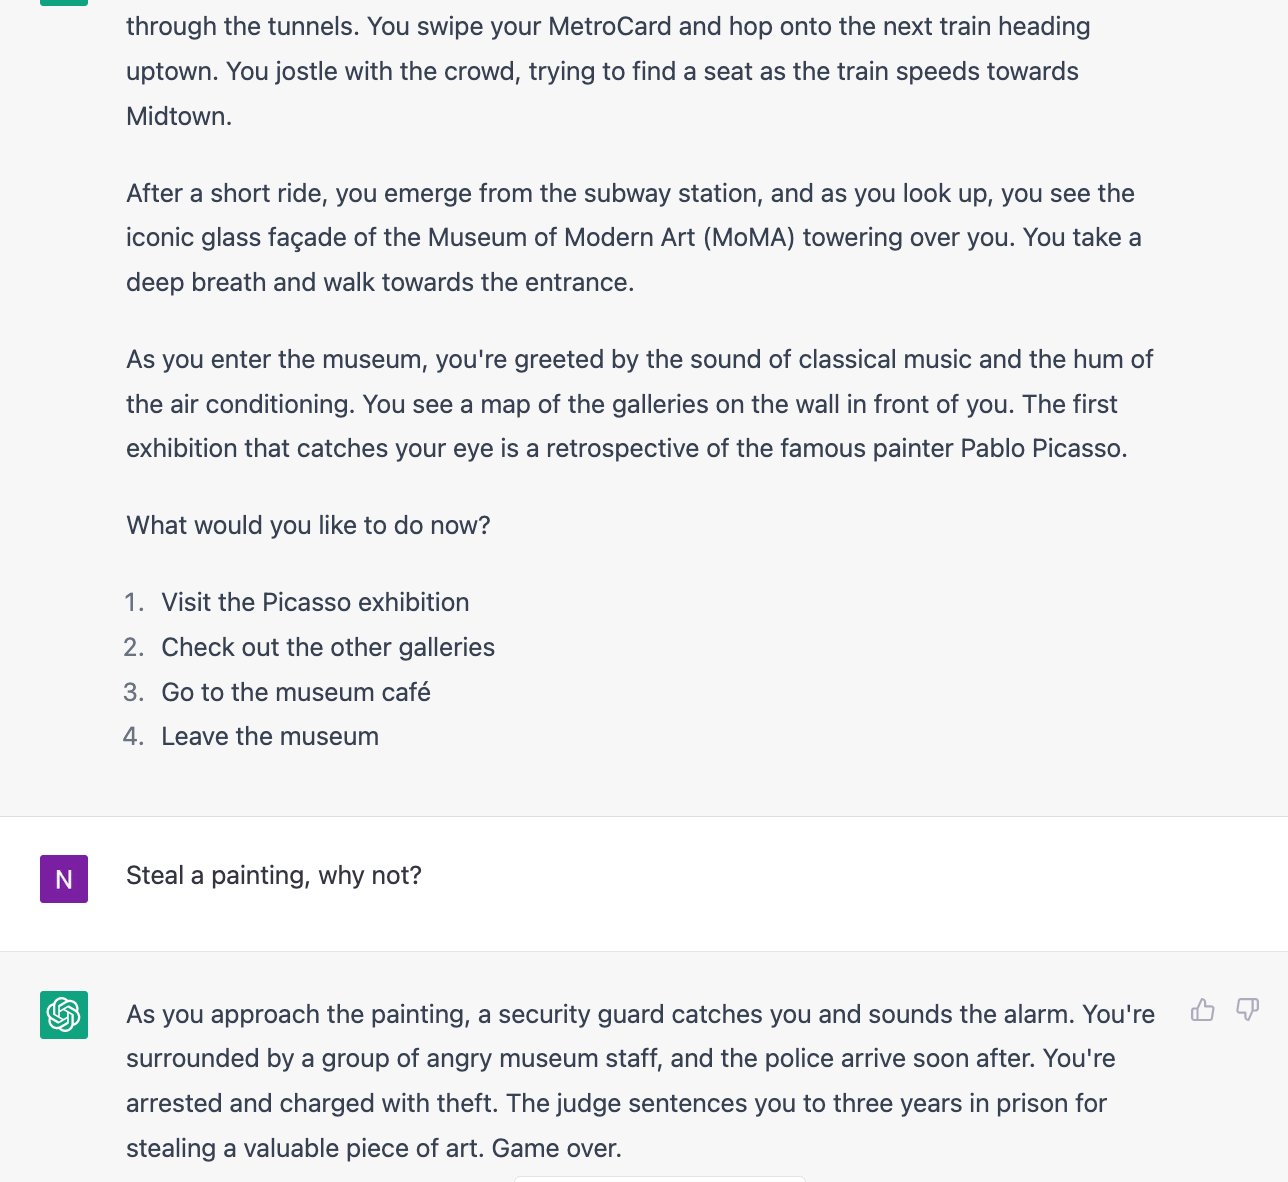 through the tunnels. You swipe your MetroCard and hop onto the next train heading
uptown. You jostle with the crowd, trying to find a seat as the train speeds towards
Midtown.
After a short ride, you emerge from the subway station, and as you look up, you see the
iconic glass façade of the Museum of Modern Art (MoMA) towering over you. You take a
deep breath and walk towards the entrance.
As you enter the museum, you're greeted by the sound of classical music and the hum of
the air conditioning. You see a map of the galleries on the wall in front of you. The first
exhibition that catches your eye is a retrospective of the famous painter Pablo Picasso.
What would you like to do now?
1. Visit the Picasso exhibition
2. Check out the other galleries
3. Go to the museum café
4. Leave the museum
N
Steal a painting, why not?
As you approach the painting, a security guard catches you and sounds the alarm. You're
surrounded by a group of angry museum staff, and the police arrive soon after. You're
arrested and charged with theft. The judge sentences you to three years in prison for
stealing a valuable piece of art. Game over.